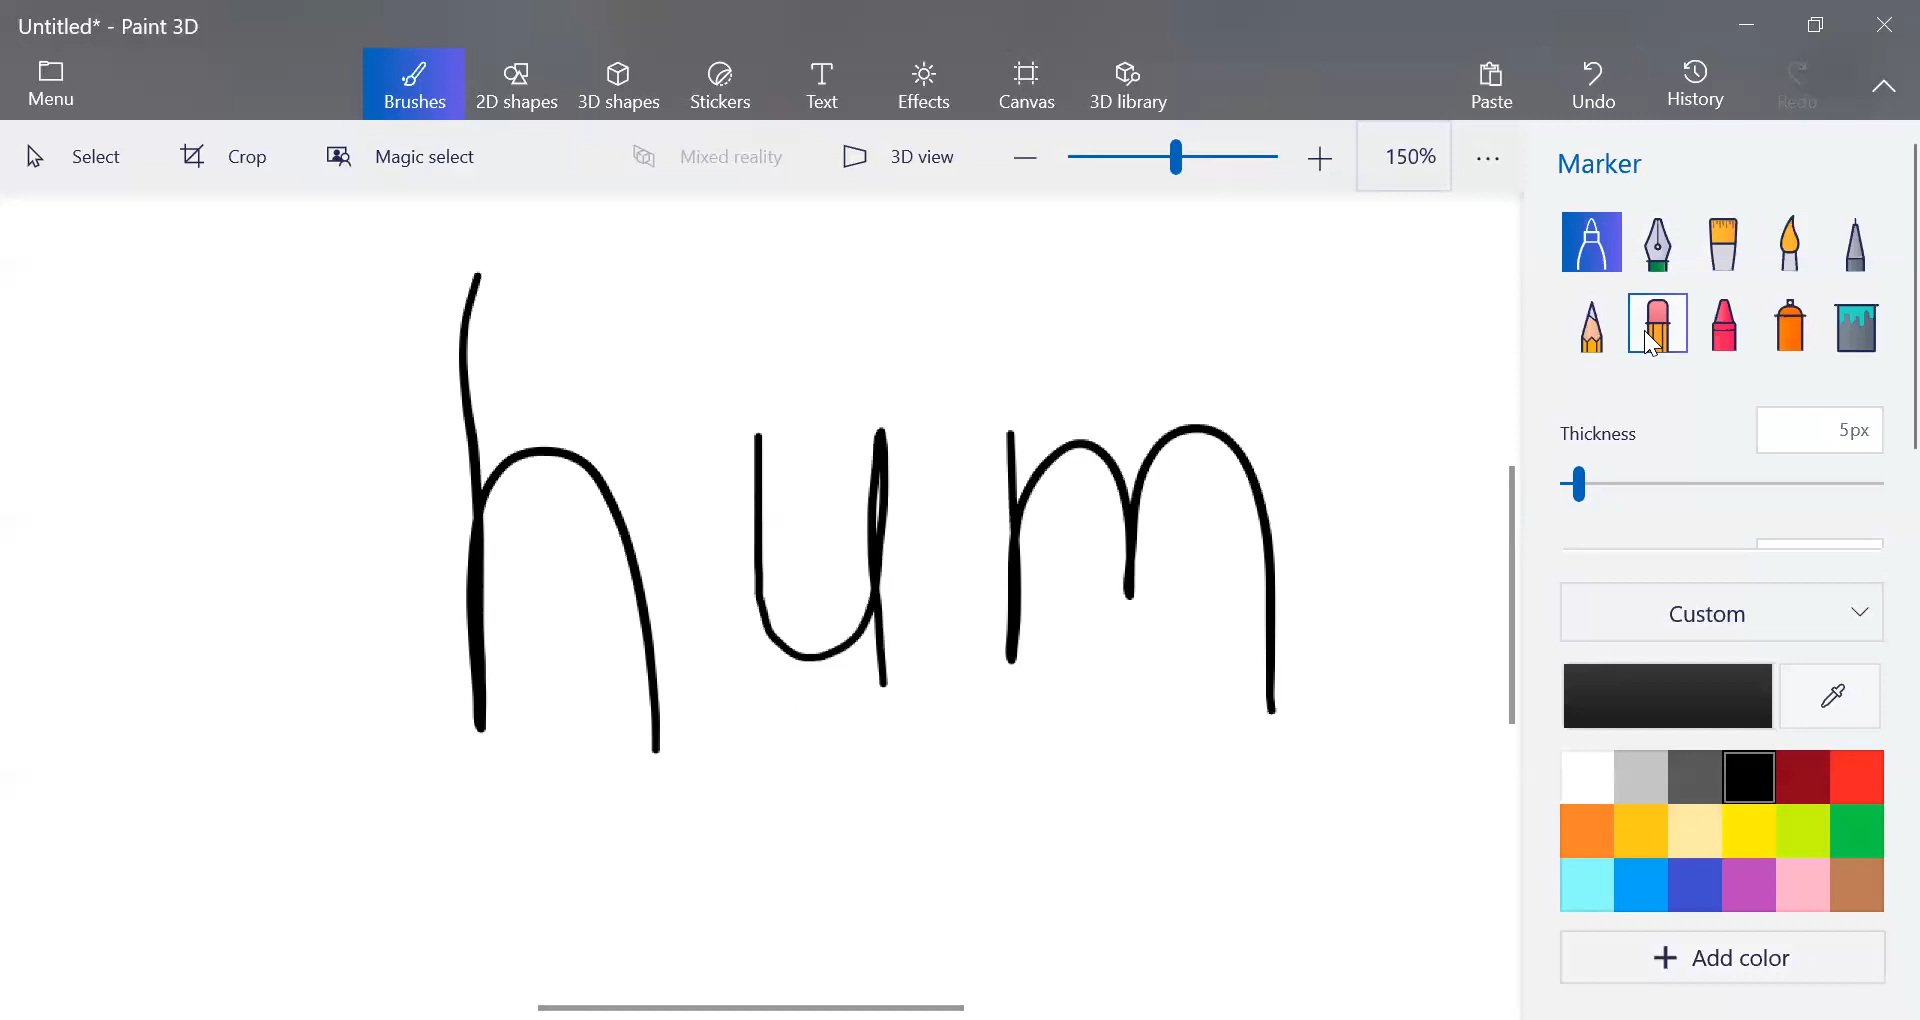 Untitled* - Paint 3D
Menu
Brushes 2D shapes 3D shapes Stickers Text Effects Canvas 3D library Paste Undo History Redo
Select Crop Magic select Mixed reality 3D view 150%
Marker
Thickness 5px
hum
Custom
Add color